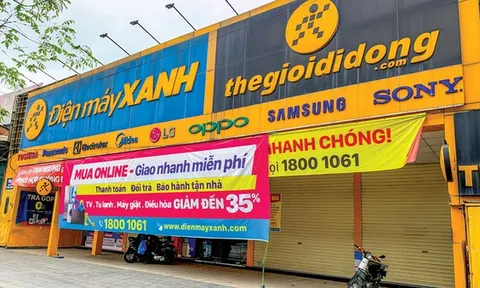 Điện máy XANH
thegioididong
.com
TOSHIBA Panasonic Electrolux Midea LG OPPO SAMSUNG SONY
MUA ONLINE - Giao nhanh miễn phí
Thanh toán Đổi trả Bảo hành tận nhà
TV. Tủ lạnh. Máy giặt. Điều hòa GIẢM ĐẾN 35%
1800 1061 www.dienmayxanh.com
NHANH CHÓNG!
ọi 1800 1061
TRẢ GÓP